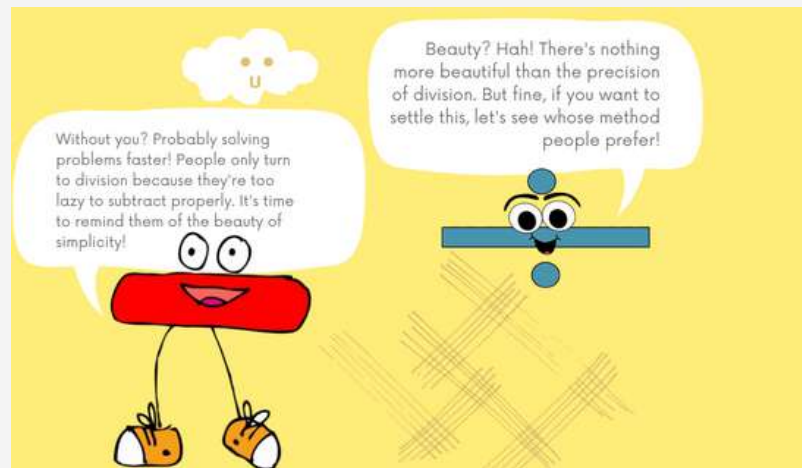 Without you? Probably solving
problems faster! People only turn
to division because they're too
lazy to subtract properly. It's time
to remind them of the beauty of
simplicity!
Beauty? Hah! There's nothing
more beautiful than the precision
of division. But fine, if you want to
settle this, let's see whose method
people prefer!